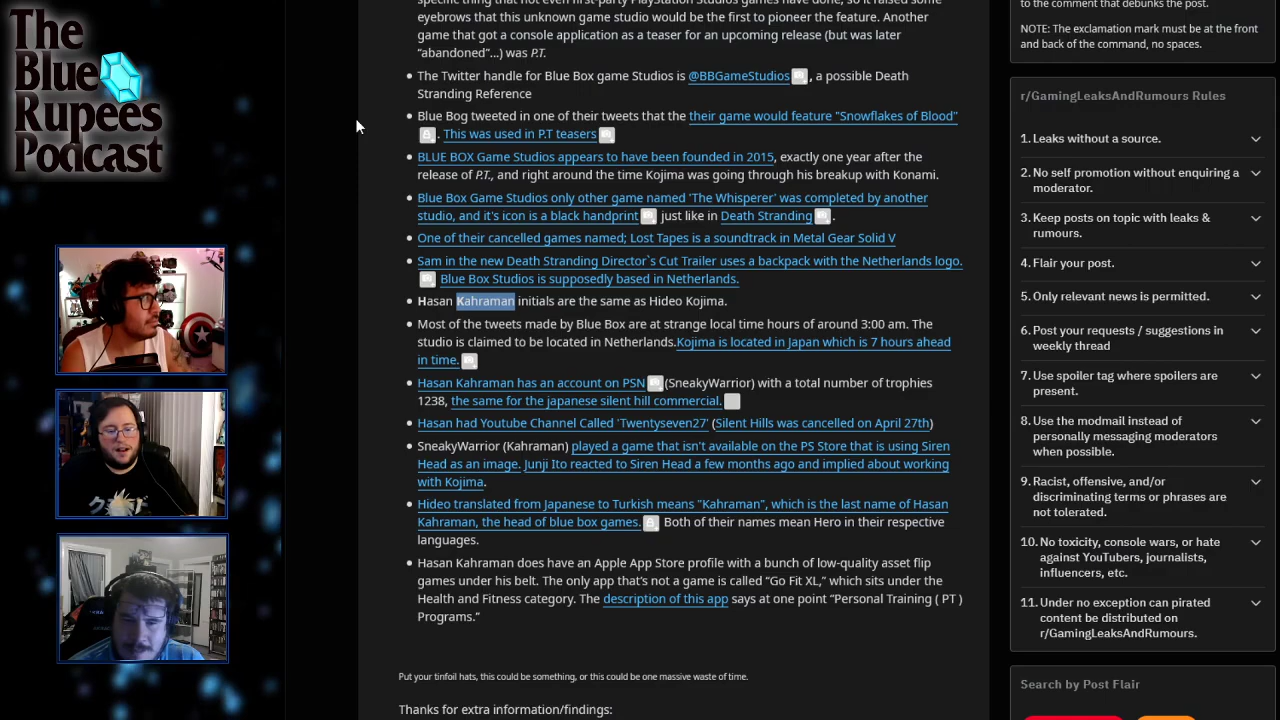 The
Blue
Rupees
Podcast
specific thing that not even first-party PlayStation Studios games have done, so it raised some
eyebrows that this unknown game studio would be the first to pioneer the feature. Another
game that got a console application as a teaser for an upcoming release (but was later
“abandoned”...) was P.T.
• The Twitter handle for Blue Box game Studios is @BBGameStudios , a possible Death
Stranding Reference
• Blue Bog tweeted in one of their tweets that the their game would feature "Snowflakes of Blood"
. This was used in P.T teasers
• BLUE BOX Game Studios appears to have been founded in 2015, exactly one year after the
release of P.T., and right around the time Kojima was going through his breakup with Konami.
• Blue Box Game Studios only other game named 'The Whisperer' was completed by another
studio, and it's icon is a black handprint just like in Death Stranding .
• One of their cancelled games named; Lost Tapes is a soundtrack in Metal Gear Solid V
• Sam in the new Death Stranding Director`s Cut Trailer uses a backpack with the Netherlands logo.
Blue Box Studios is supposedly based in Netherlands.
• Hasan Kahraman initials are the same as Hideo Kojima.
• Most of the tweets made by Blue Box are at strange local time hours of around 3:00 am. The
studio is claimed to be located in Netherlands.Kojima is located in Japan which is 7 hours ahead
in time.
• Hasan Kahraman has an account on PSN (SneakyWarrior) with a total number of trophies
1238, the same for the japanese silent hill commercial.
• Hasan had Youtube Channel Called 'Twentyseven27' (Silent Hills was cancelled on April 27th)
• SneakyWarrior (Kahraman) played a game that isn't available on the PS Store that is using Siren
Head as an image. Junji Ito reacted to Siren Head a few months ago and implied about working
with Kojima.
• Hideo translated from Japanese to Turkish means "Kahraman", which is the last name of Hasan
Kahraman, the head of blue box games. Both of their names mean Hero in their respective
languages.
• Hasan Kahraman does have an Apple App Store profile with a bunch of low-quality asset flip
games under his belt. The only app that’s not a game is called “Go Fit XL,” which sits under the
Health and Fitness category. The description of this app says at one point “Personal Training ( PT )
Programs.“
Put your tinfoil hats, this could be something, or this could be one massive waste of time.
Thanks for extra information/findings:
to the comment that debunks the post.
NOTE: The exclamation mark must be at the front
and back of the command, no spaces.
r/GamingLeaksAndRumours Rules
1. Leaks without a source.
2. No self promotion without enquiring a
moderator.
3. Keep posts on topic with leaks &
rumours.
4. Flair your post.
5. Only relevant news is permitted.
6. Post your requests / suggestions in
weekly thread
7. Use spoiler tag where spoilers are
present.
8. Use the modmail instead of
personally messaging moderators
when possible.
9. Racist, offensive, and/or
discriminating terms or phrases are
not tolerated.
10. No toxicity, console wars, or hate
against YouTubers, journalists,
influencers, etc.
11. Under no exception can pirated
content be distributed on
r/GamingLeaksAndRumours.
Search by Post Flair